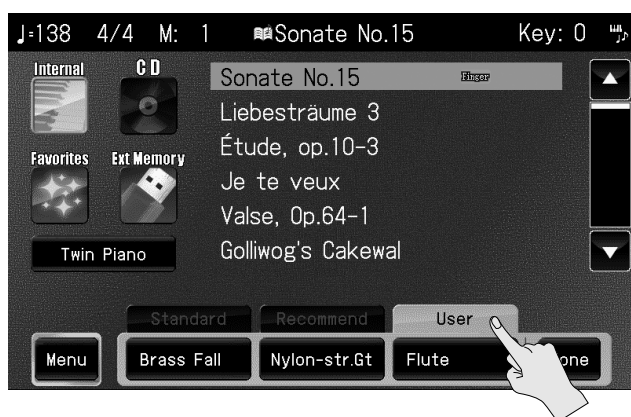 ♩=138 4/4 M: 1 Sonate No.15 Key: 0
Internal CD
Sonate No.15 Finger
Liebesträume 3
Étude, op.10-3
Favorites Ext Memory
Je te veux
Valse, Op.64-1
Twin Piano
Golliwog's Cakewal
Standard Recommend User
Menu Brass Fall Nylon-str.Gt Flute one